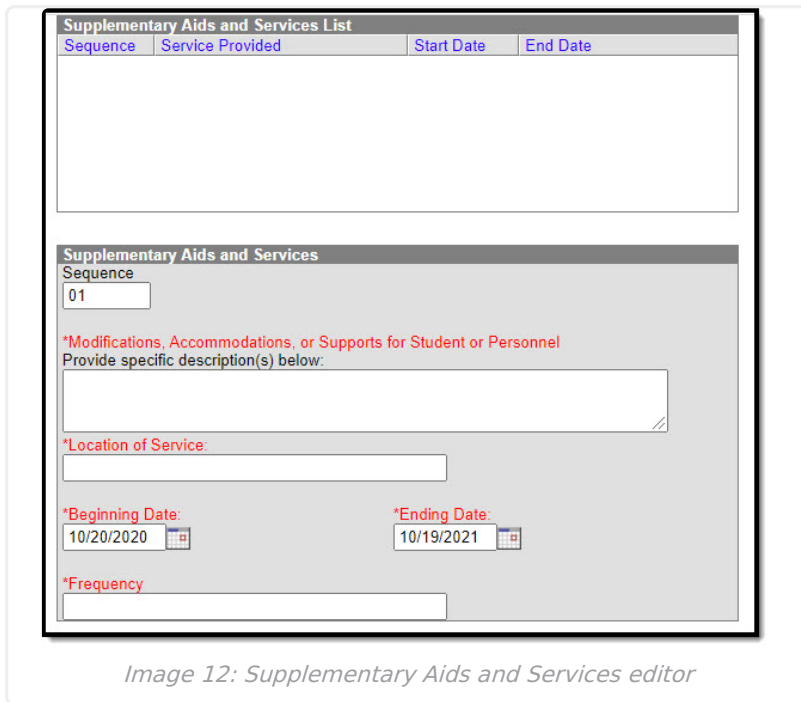 Supplementary Aids and Services List
Sequence Service Provided Start Date End Date
Supplementary Aids and Services
Sequence
01
*Modifications, Accommodations, or Supports for Student or Personnel
Provide specific description(s) below:
*Location of Service:
*Beginning Date: *Ending Date:
10/20/2020 10/19/2021
*Frequency
Image 12: Supplementary Aids and Services editor